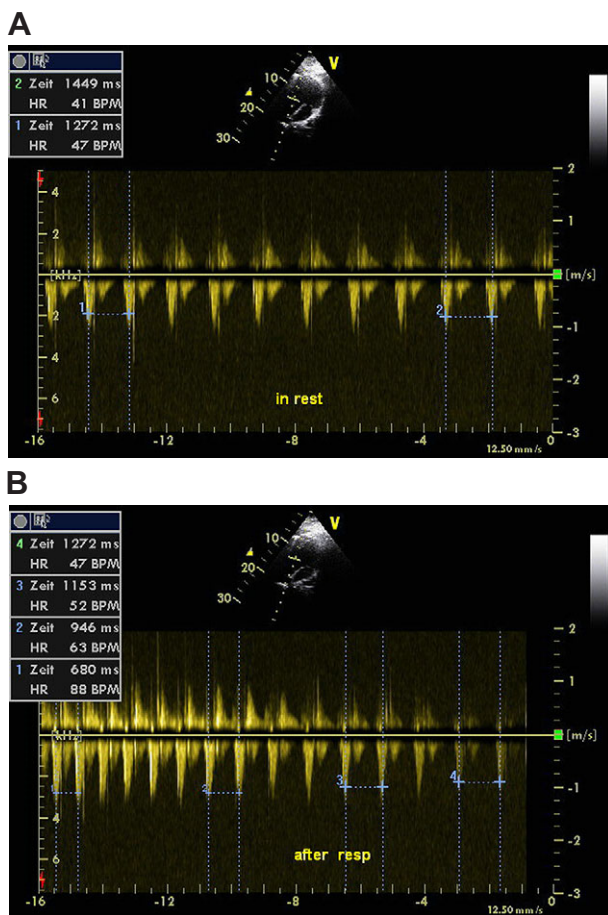 A
V
2 Zeit 1449 ms
HR 41 BPM
1 Zeit 1272 ms
HR 47 BPM
10
20
30
2
1
[m/s]
-1
-2
-3
4
2
[kHz]
2
4
6
1
2
in rest
-16 -12 -8 -4 0
12.50 mm/s
B
V
4 Zeit 1272 ms
HR 47 BPM
3 Zeit 1153 ms
HR 52 BPM
2 Zeit 946 ms
HR 63 BPM
1 Zeit 680 ms
HR 88 BPM
10
20
30
2
1
[m/s]
-1
-2
-3
[kHz]
4
6
3
4
after resp
-16 -12 -8 -4 0
12.50 mm/s